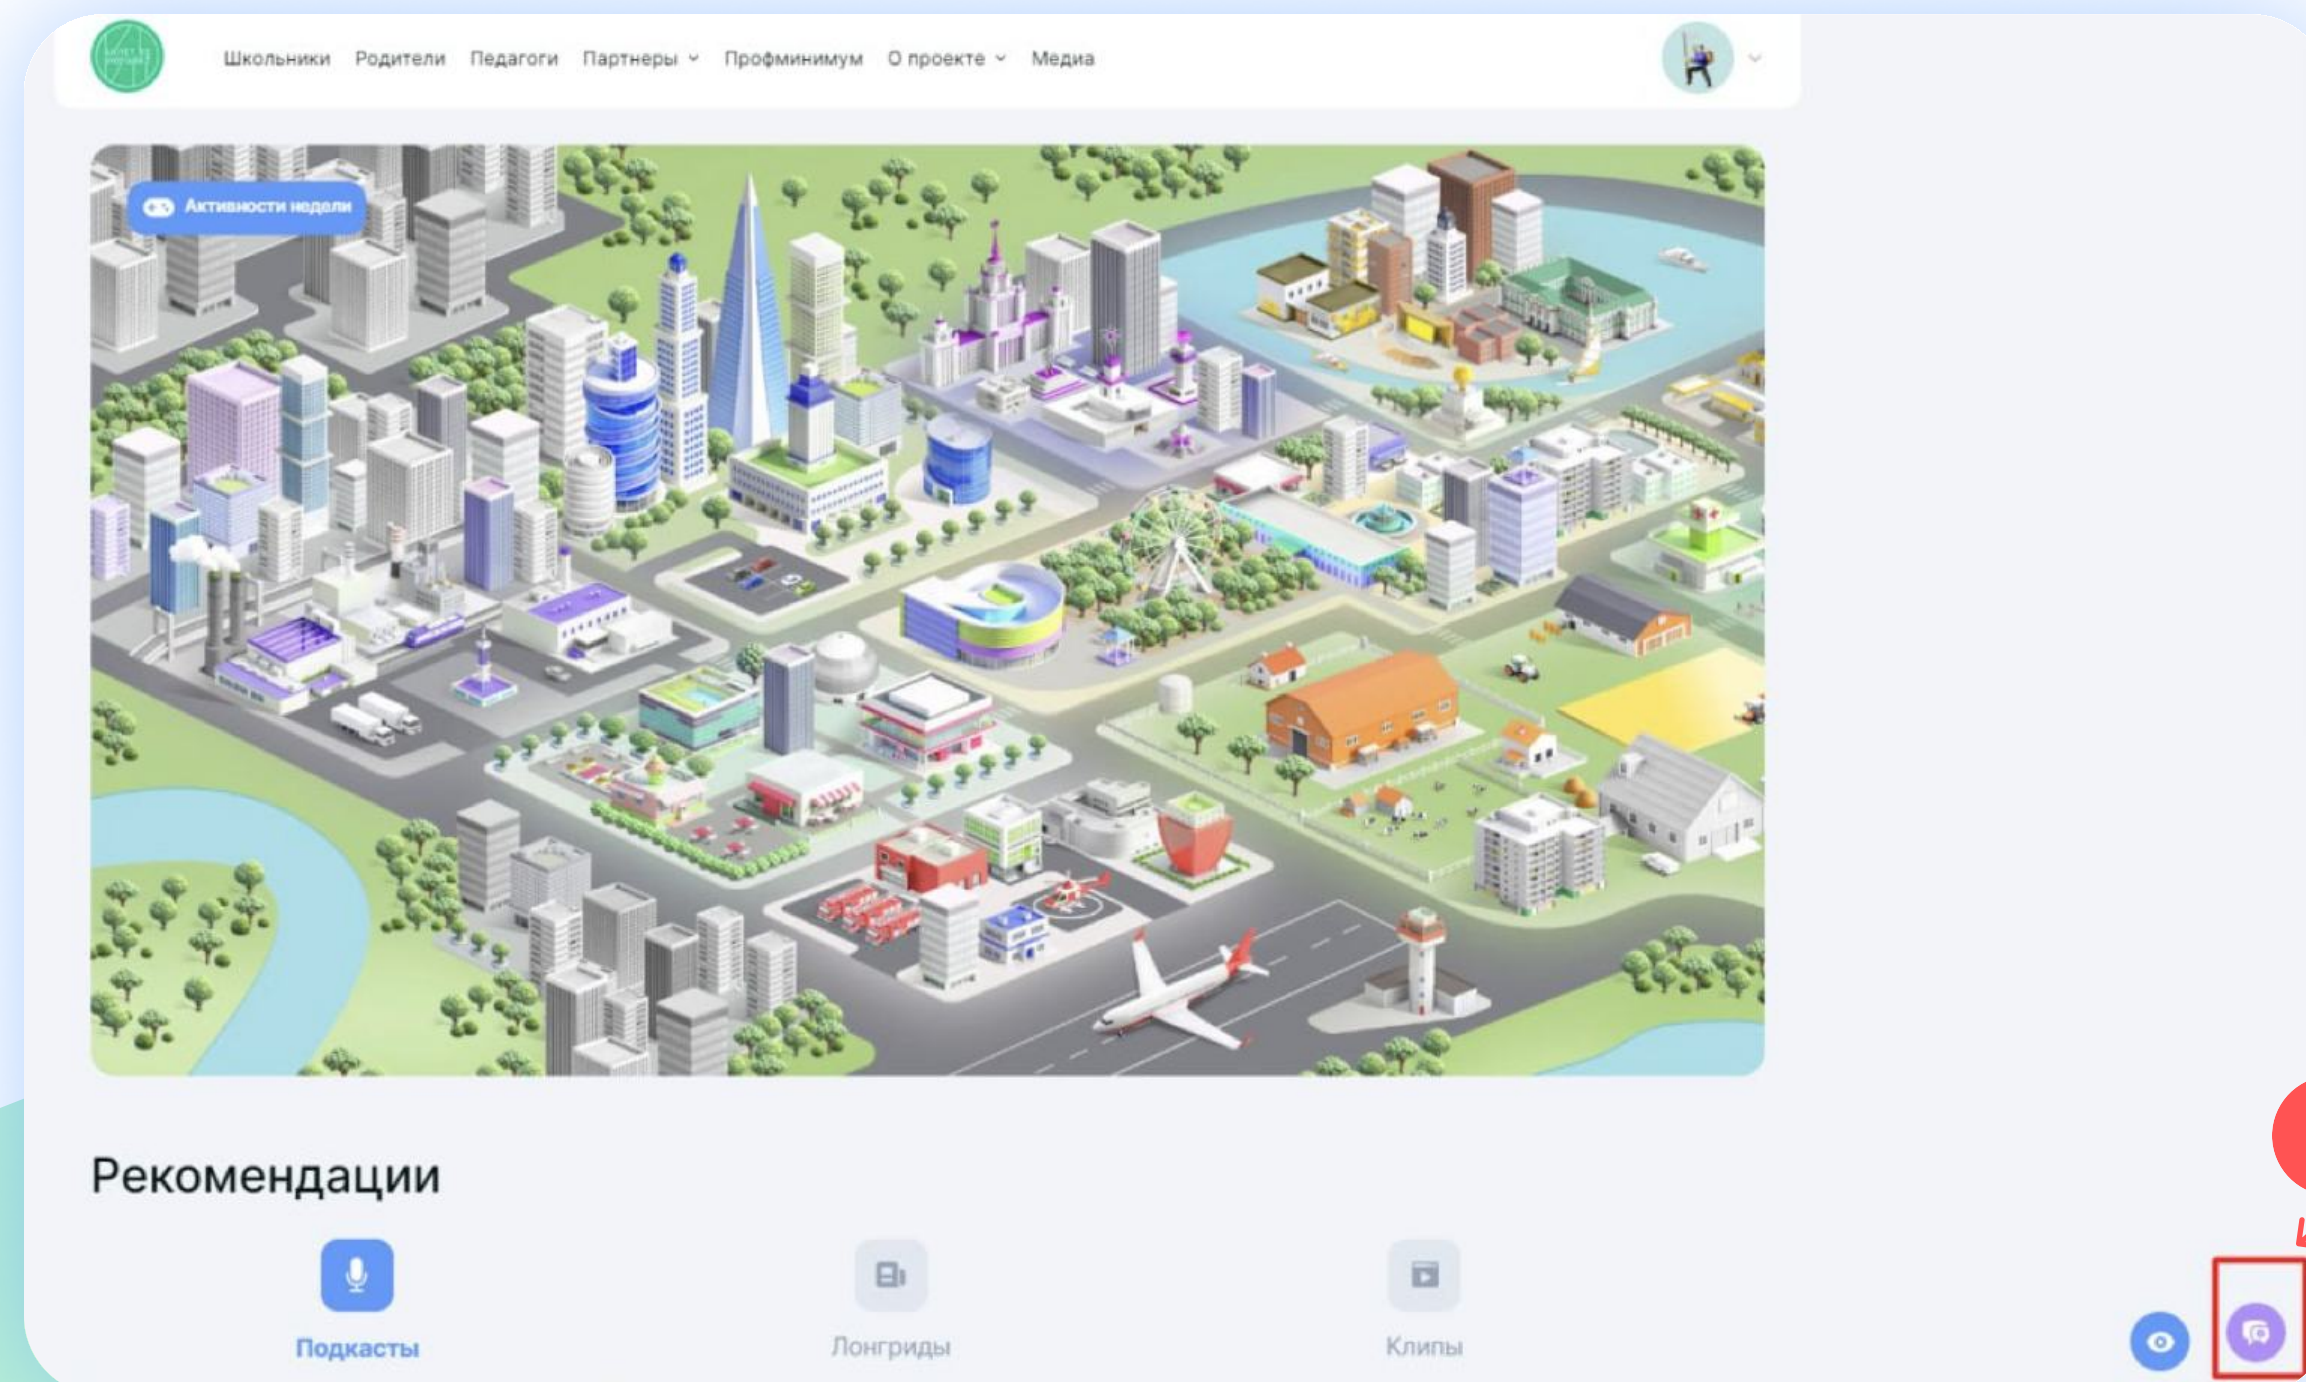 Школьники Родители Педагоги Партнеры Профминимум О проекте Медиа
Активности недели
Рекомендации
Подкасты Лонгриды Клипы